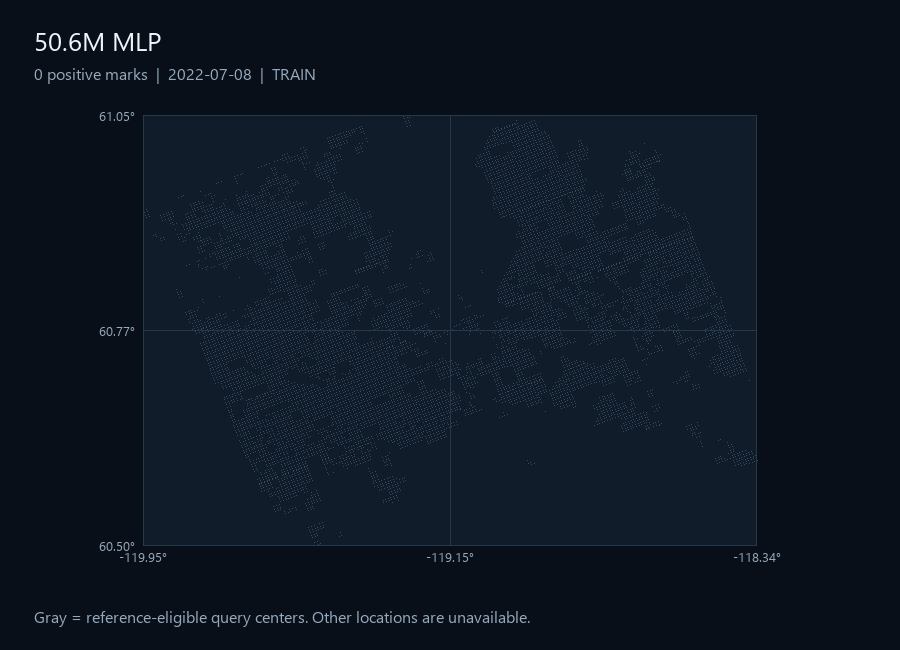 50.6M MLP
0 positive marks | 2022-07-08 | TRAIN
61.05°
60.77°
60.50°
-119.95°
-119.15°
-118.34°
Gray = reference-eligible query centers. Other locations are unavailable.